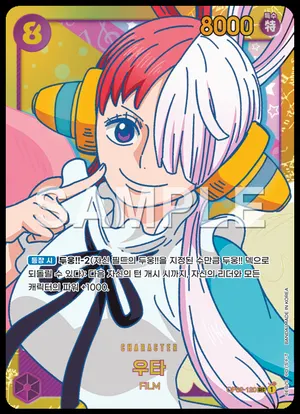 8
8000
특수
特
SAMPLE
등장 시 두웅!!-2(자신 필드의 두웅!!을 지정된 수만큼 두웅!! 덱으로
되돌릴 수 있다): 다음 자신의 턴 개시 시까지, 자신의 리더와 모든
캐릭터의 파워 +1000.
CHARACTER
우타
FILM
1